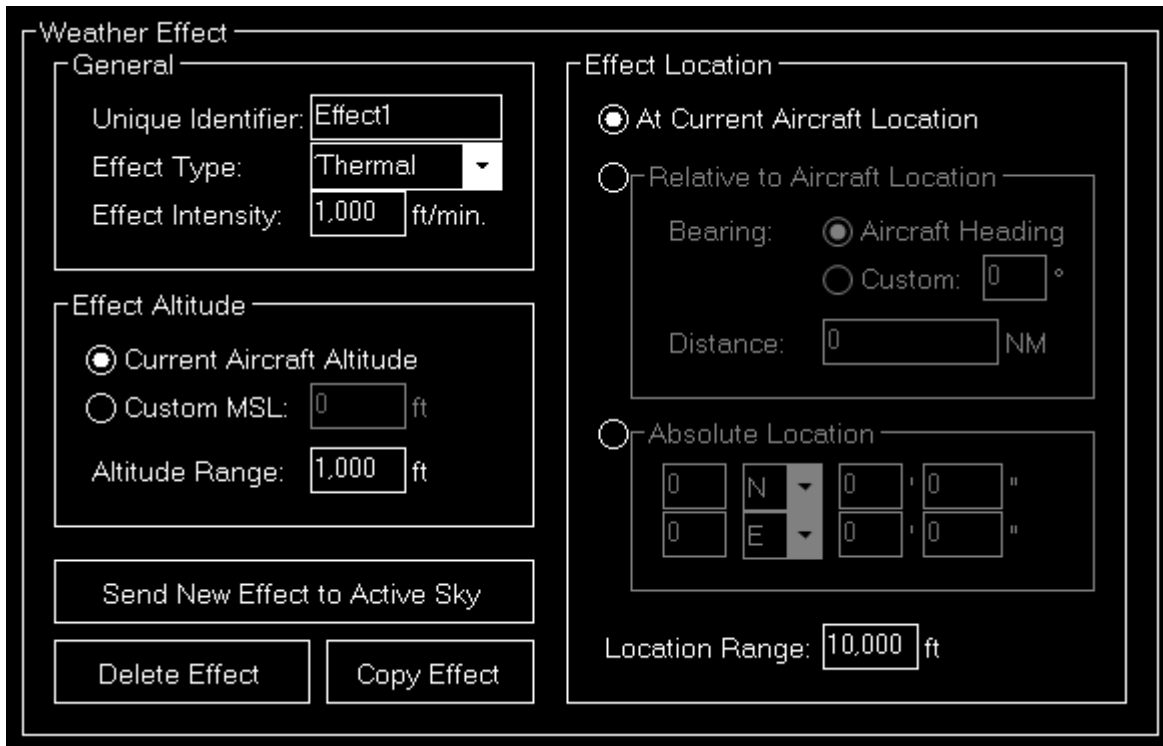 Weather Effect
General
Unique Identifier: Effect1
Effect Type: Thermal
Effect Intensity: 1,000 ft/min.
Effect Altitude
Current Aircraft Altitude
Custom MSL: 0 ft
Altitude Range: 1,000 ft
Send New Effect to Active Sky
Delete Effect
Copy Effect
Effect Location
At Current Aircraft Location
Relative to Aircraft Location
Bearing: Aircraft Heading
Custom: 0 °
Distance: 0 NM
Absolute Location
0 N 0 ' 0 "
0 E 0 ' 0 "
Location Range: 10,000 ft